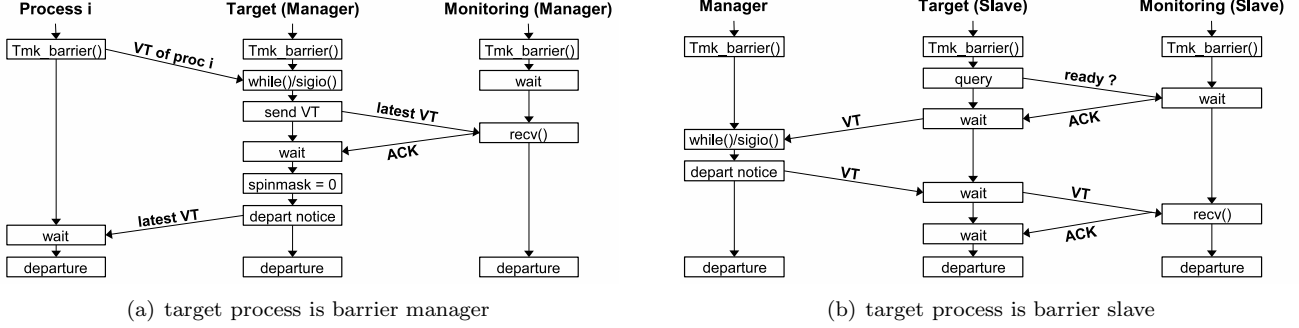 Process i
Target (Manager)
Monitoring (Manager)
Tmk_barrier()
Tmk_barrier()
Tmk_barrier()
VT of proc i
while()/sigio()
wait
send VT
latest VT
recv()
wait
ACK
spinmask = 0
latest VT
depart notice
wait
departure
departure
departure
(a) target process is barrier manager
Manager
Target (Slave)
Monitoring (Slave)
Tmk_barrier()
Tmk_barrier()
Tmk_barrier()
query
ready ?
wait
wait
ACK
VT
while()/sigio()
depart notice
VT
wait
VT
recv()
wait
ACK
departure
departure
departure
(b) target process is barrier slave